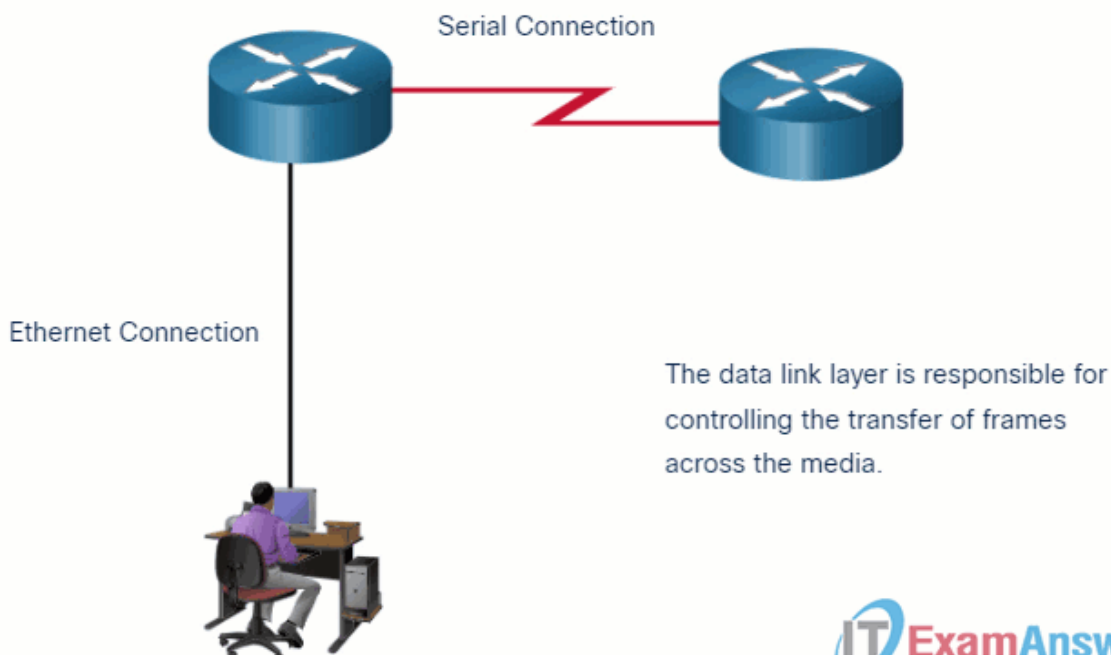 Serial Connection
Ethernet Connection
The data link layer is responsible for
controlling the transfer of frames
across the media.